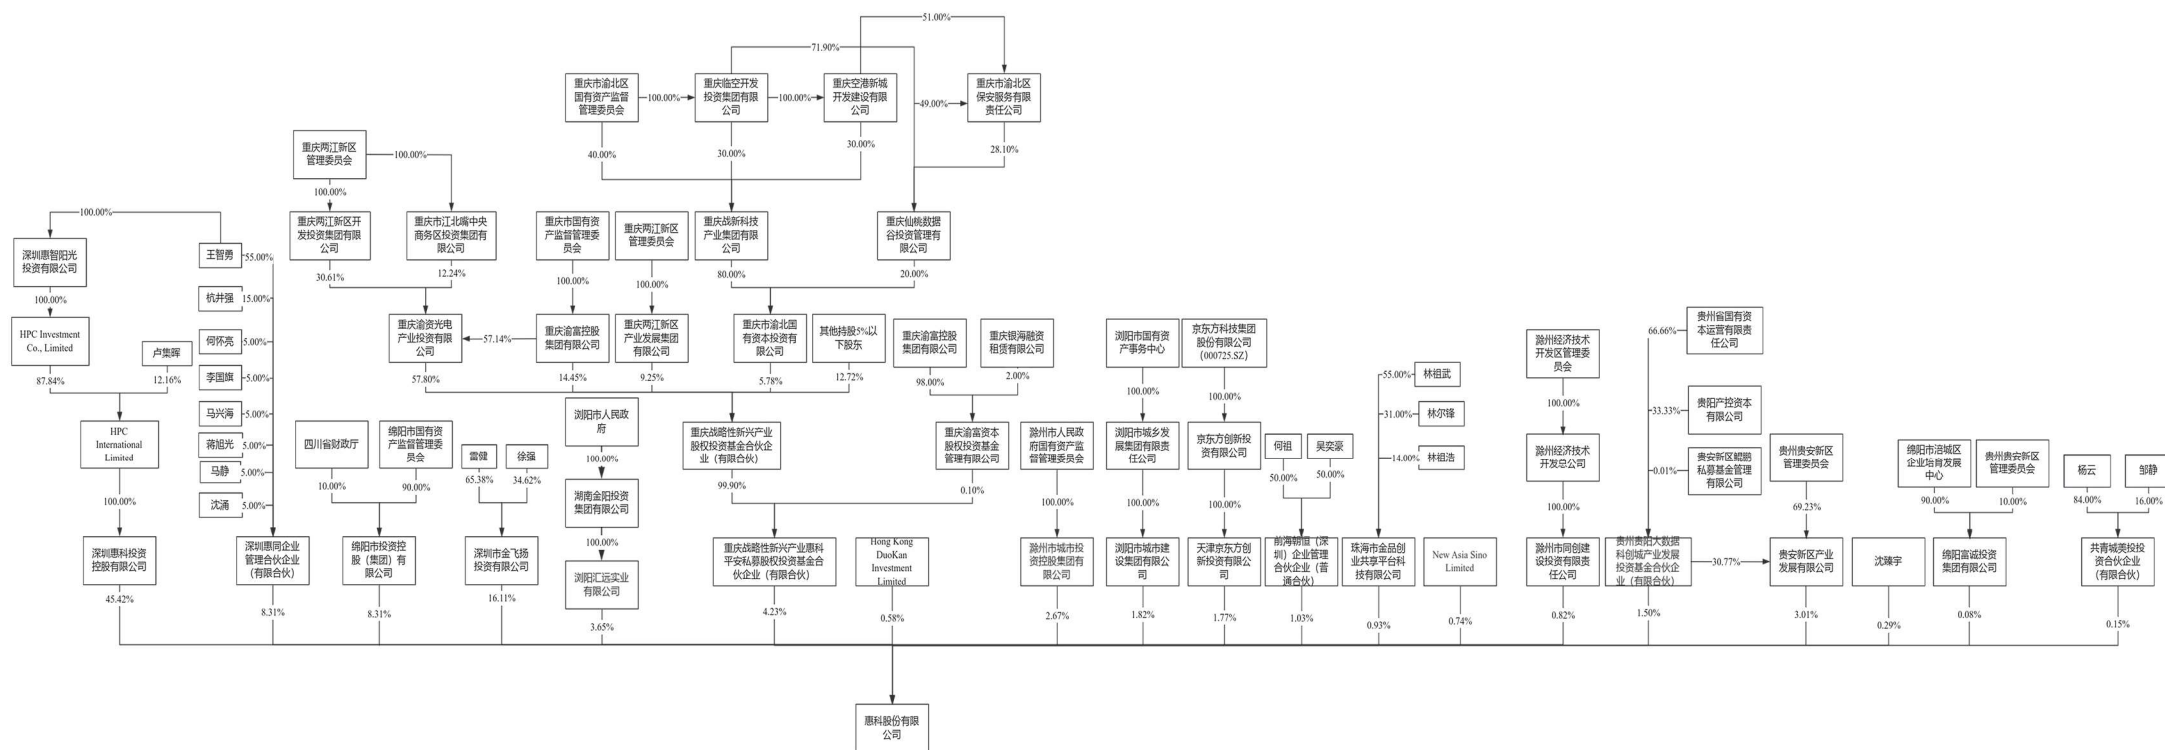 51.00%
71.90%
重庆市渝北区
国有资产监督
管理委员会
100.00%
重庆临空开发
投资集团有限
公司
100.00%
重庆空港新城
开发建设有限
公司
49.00%
重庆市渝北区
保安服务有限
责任公司
40.00%
30.00%
30.00%
28.10%
重庆两江新区
管理委员会
100.00%
100.00%
100.00%
重庆两江新区开
发投资集团有限
公司
重庆市江北嘴中央
商务区投资集团有
限公司
重庆市国有资
产监督管理委
员会
重庆两江新区
管理委员会
重庆战新科技
产业集团有限
公司
重庆仙桃数据
谷投资管理有
限公司
深圳惠智阳光
投资有限公司
王智勇
55.00%
30.61%
12.24%
100.00%
100.00%
80.00%
20.00%
100.00%
杭井强
15.00%
HPC Investment
Co., Limited
卢集晖
何怀亮
5.00%
重庆渝资光电
产业投资有限
公司
57.14%
重庆渝富控股
集团有限公司
重庆两江新区
产业发展集团
有限公司
重庆市渝北国
有资本投资有
限公司
其他持股5%以
下股东
重庆渝富控股
集团有限公司
重庆银海融资
租赁有限公司
浏阳市国有资
产事务中心
京东方科技集团
股份有限公司
(000725.SZ)
滁州经济技术
开发区管理委
员会
66.66%
贵州省国有资
本运营有限责
任公司
87.84%
12.16%
李国旗
5.00%
57.80%
14.45%
9.25%
5.78%
12.72%
98.00%
2.00%
100.00%
100.00%
55.00%
林祖武
100.00%
马兴海
5.00%
31.00%
林尔锋
33.33%
贵阳产控资本
有限公司
HPC
International
Limited
蒋旭光
5.00%
四川省财政厅
绵阳市国有资
产监督管理委
员会
雷健
徐强
浏阳市人民政
府
重庆战略性新兴产业
股权投资基金合伙企
业（有限合伙）
重庆渝富资本
股权投资基金
管理有限公司
滁州市人民政
府国有资产监
督管理委员会
浏阳市城乡发
展集团有限责
任公司
京东方创新投
资有限公司
何祖
吴奕豪
14.00%
林祖浩
滁州经济技术
开发总公司
0.01%
贵安新区鲲鹏
私募基金管理
有限公司
贵州贵安新区
管理委员会
绵阳市涪城区
企业培育发展
中心
贵州贵安新区
管理委员会
杨云
邹静
马静
5.00%
沈涌
5.00%
100.00%
10.00%
90.00%
65.38%
34.62%
100.00%
湖南金阳投资
集团有限公司
100.00%
99.90%
0.10%
100.00%
100.00%
100.00%
50.00%
50.00%
100.00%
69.23%
90.00%
10.00%
84.00%
16.00%
深圳惠科投资
控股有限公司
深圳惠同企业
管理合伙企业
（有限合伙）
绵阳市投资控
股（集团）有
限公司
深圳市金飞扬
投资有限公司
浏阳汇远实业
有限公司
重庆战略性新兴产业惠科
平安私募股权投资基金合
伙企业（有限合伙）
Hong Kong
DuoKan
Investment
Limited
滁州市城市投
资控股集团有
限公司
浏阳市城市建
设集团有限公
司
天津京东方创
新投资有限公
司
前海朝恒（深
圳）企业管理
合伙企业（普
通合伙）
珠海市金品创
业共享平台科
技有限公司
New Asia Sino
Limited
滁州市同创建
设投资有限责
任公司
贵州贵阳大数据
科创城产业发展
投资基金合伙企
业（有限合伙）
30.77%
贵安新区产业
发展有限公司
沈臻宇
绵阳富诚投资
集团有限公司
共青城美投投
资合伙企业
（有限合伙）
45.42%
8.31%
8.31%
16.11%
3.65%
4.23%
0.58%
2.67%
1.82%
1.77%
1.03%
0.93%
0.74%
0.82%
1.50%
3.01%
0.29%
0.08%
0.15%
惠科股份有限
公司